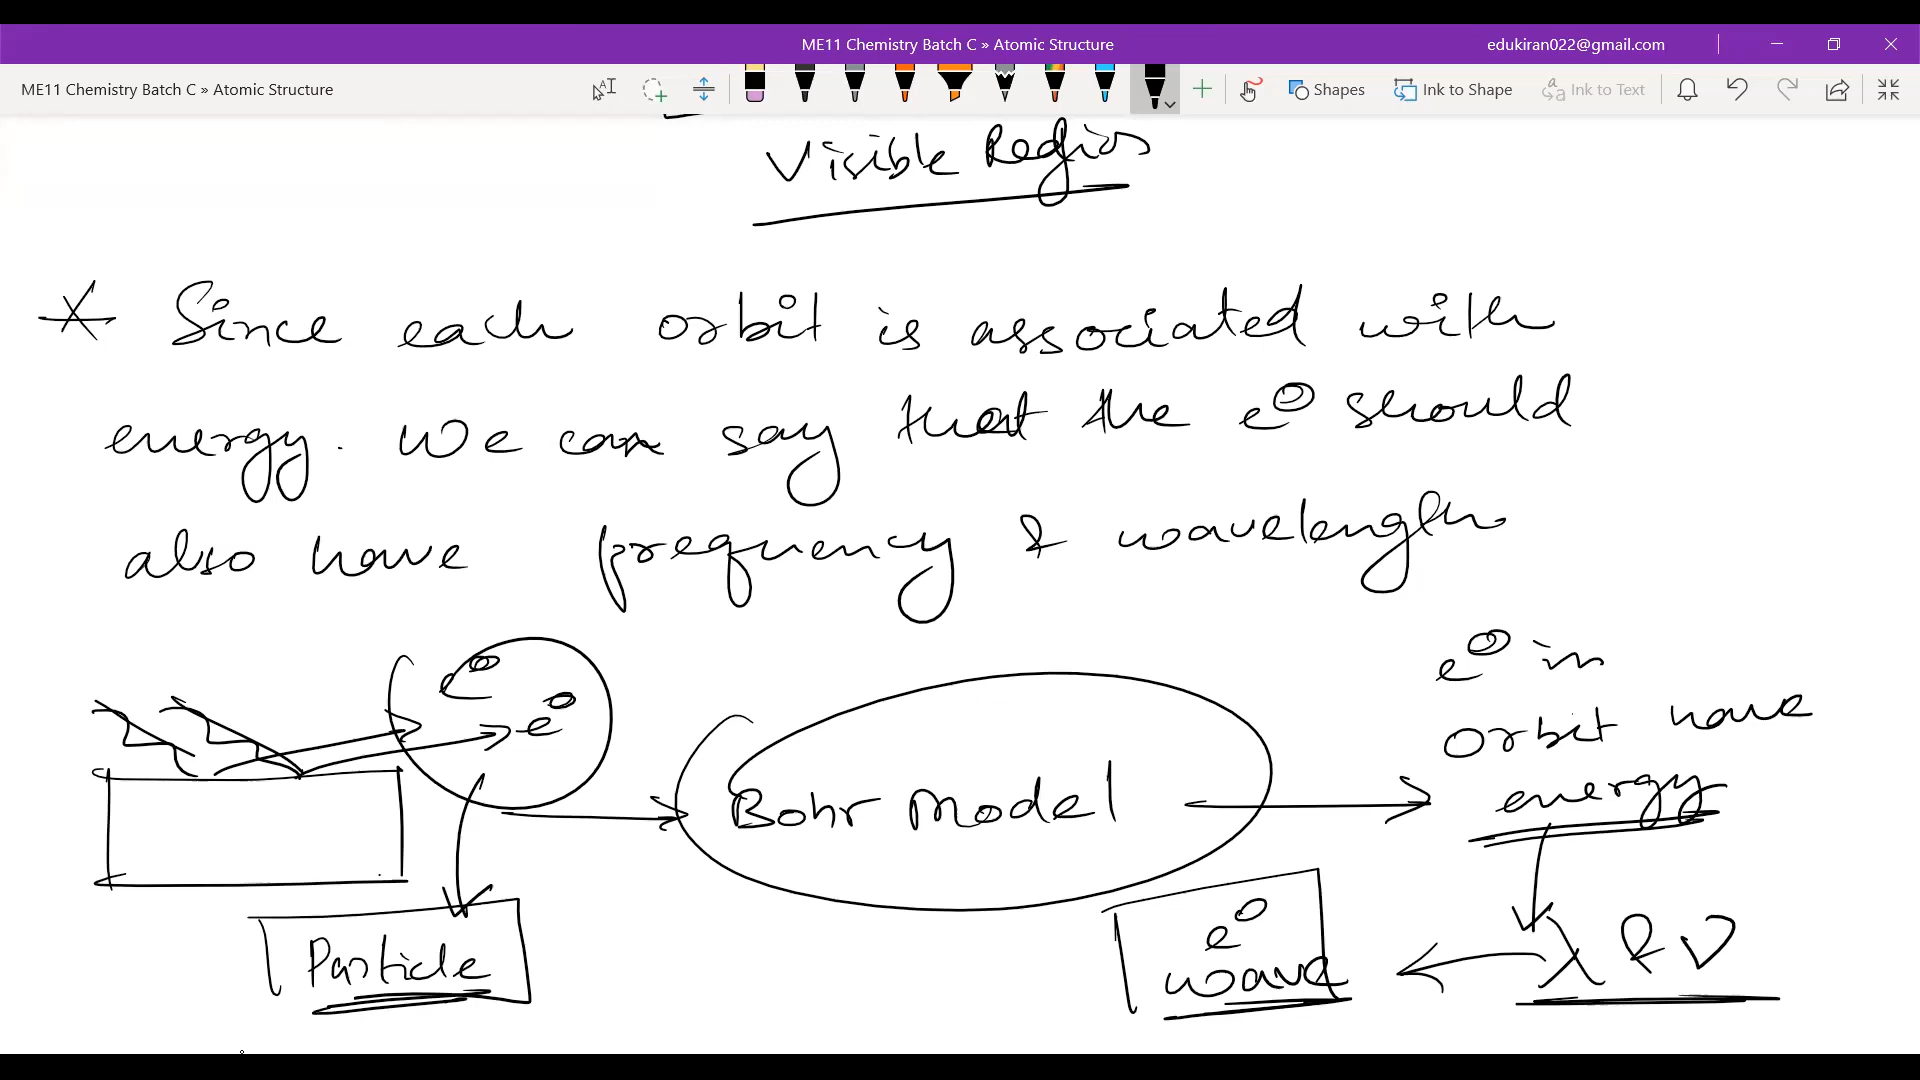 ME11 Chemistry Batch C » Atomic Structure
edukiran022@gmail.com
ME11 Chemistry Batch C » Atomic Structure
Shapes
Ink to Shape
Ink to Text
Visible Region
* Since each orbit is associated with
energy. We can say that the e⊖ should
also have frequency & wavelength
e⊖
e⊖
Bohr Model
e⊖ in
orbit have
energy
Particle
e⊖
wave
λ & ν